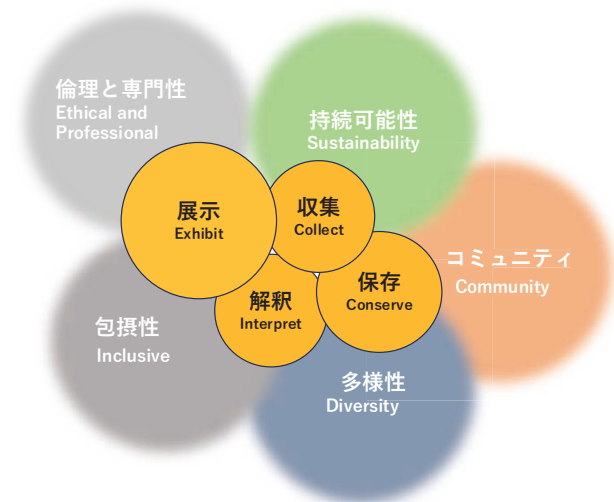 倫理と専門性
Ethical and
Professional
持続可能性
Sustainability
展示
Exhibit
収集
Collect
コミュニティ
Community
保存
Conserve
解釈
Interpret
包摂性
Inclusive
多様性
Diversity